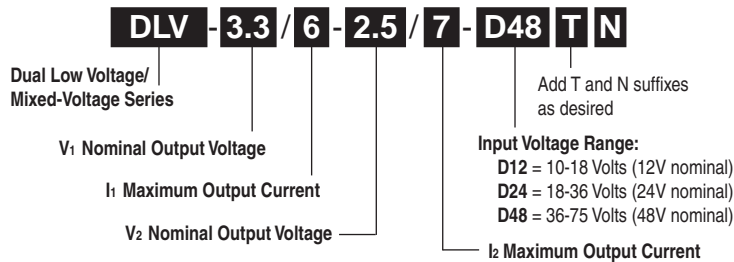 DLV - 3.3 / 6 - 2.5 / 7 - D48 T N
Dual Low Voltage/
Mixed-Voltage Series
Add T and N suffixes
as desired
V1 Nominal Output Voltage
Input Voltage Range:
D12 = 10-18 Volts (12V nominal)
D24 = 18-36 Volts (24V nominal)
D48 = 36-75 Volts (48V nominal)
I1 Maximum Output Current
V2 Nominal Output Voltage
I2 Maximum Output Current